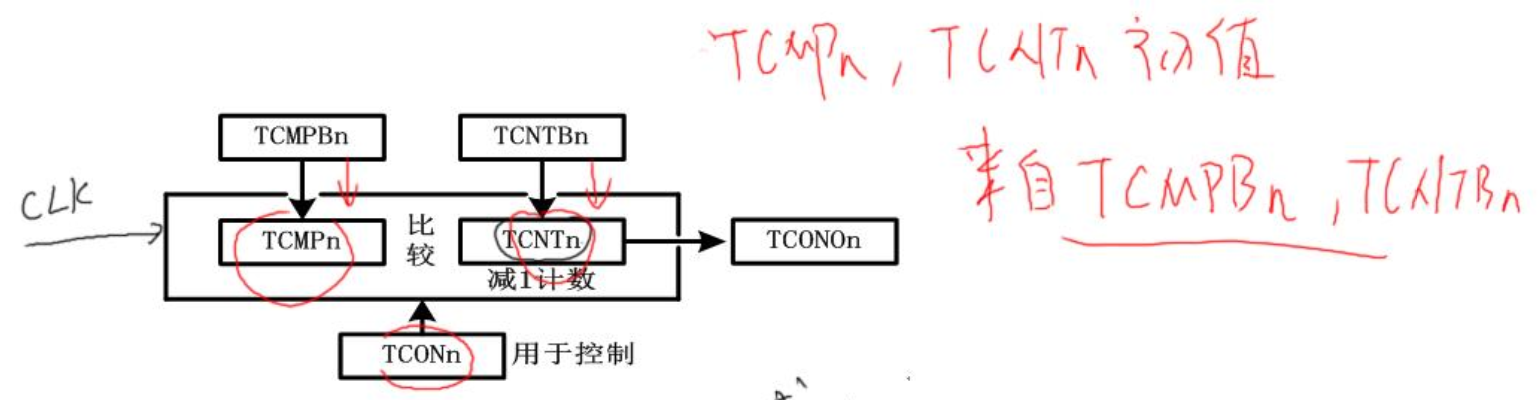 TCMPn, TCNTn 初值
TCMPBn TCNTBn
来自 TCMPBn, TCNTBn
CLK
TCMPn 比较 TCNTn TCONOn
减1计数
TCONn 用于控制